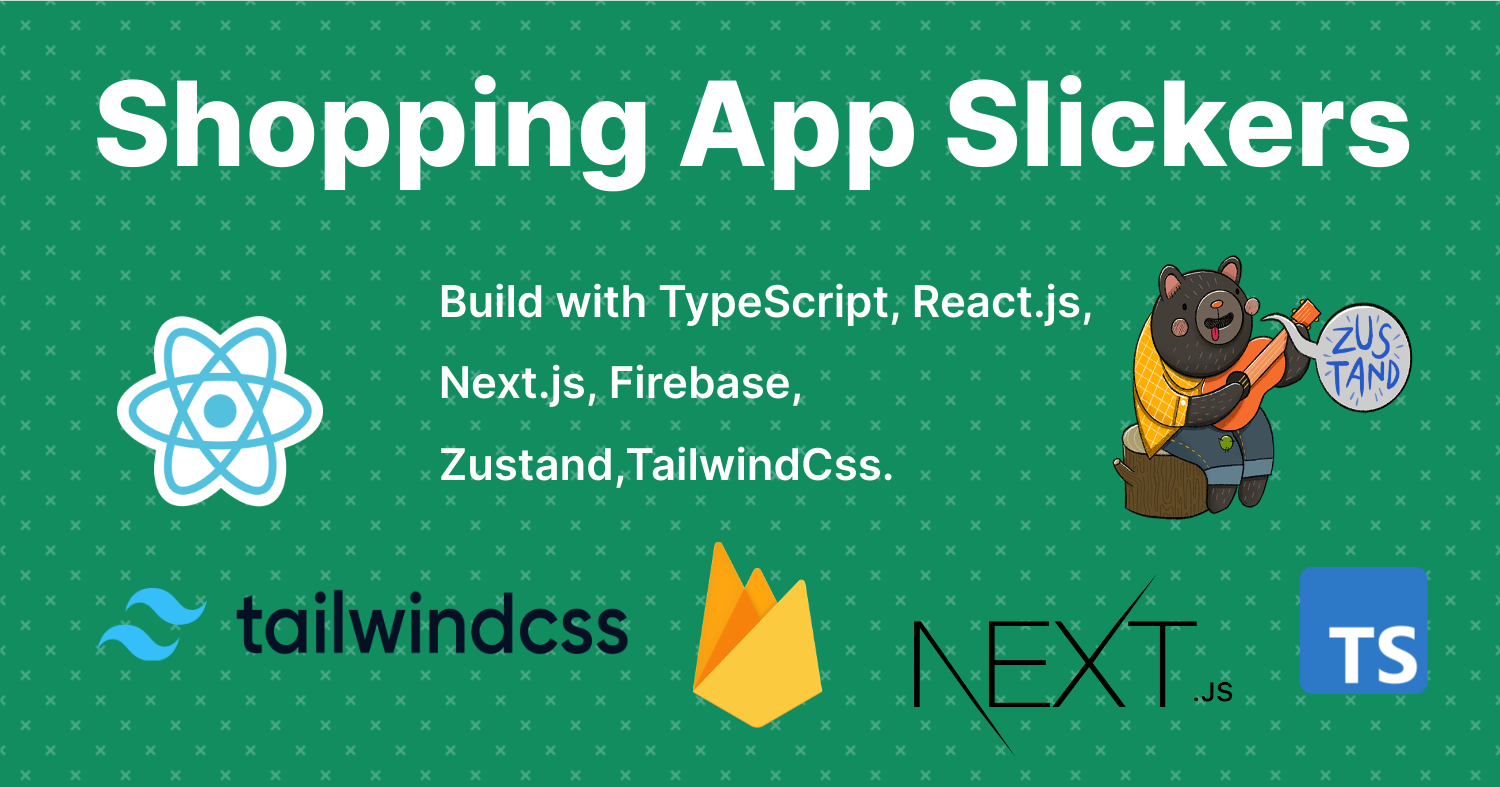 Shopping App Slickers
Build with TypeScript, React.js,
Next.js, Firebase,
Zustand,TailwindCss.
ZUS
TAND
tailwindcss
NEXT.JS
TS